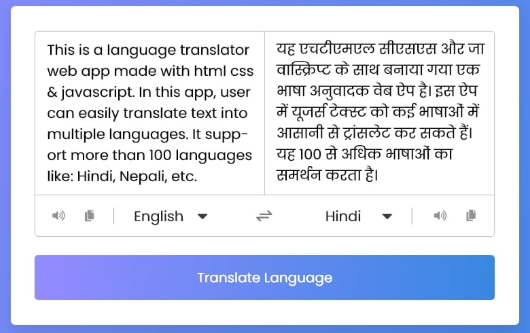 This is a language translator
web app made with html css
& javascript. In this app, user
can easily translate text into
multiple languages. It supp-
ort more than 100 languages
like: Hindi, Nepali, etc.
यह एचटीएमएल सीएसएस और जा
वास्क्रिप्ट के साथ बनाया गया एक
भाषा अनुवादक वेब ऐप है। इस ऐप
में यूजर्स टेक्स्ट को कई भाषाओं में
आसानी से ट्रांसलेट कर सकते हैं।
यह 100 से अधिक भाषाओं का
समर्थन करता है।
English
Hindi
Translate Language